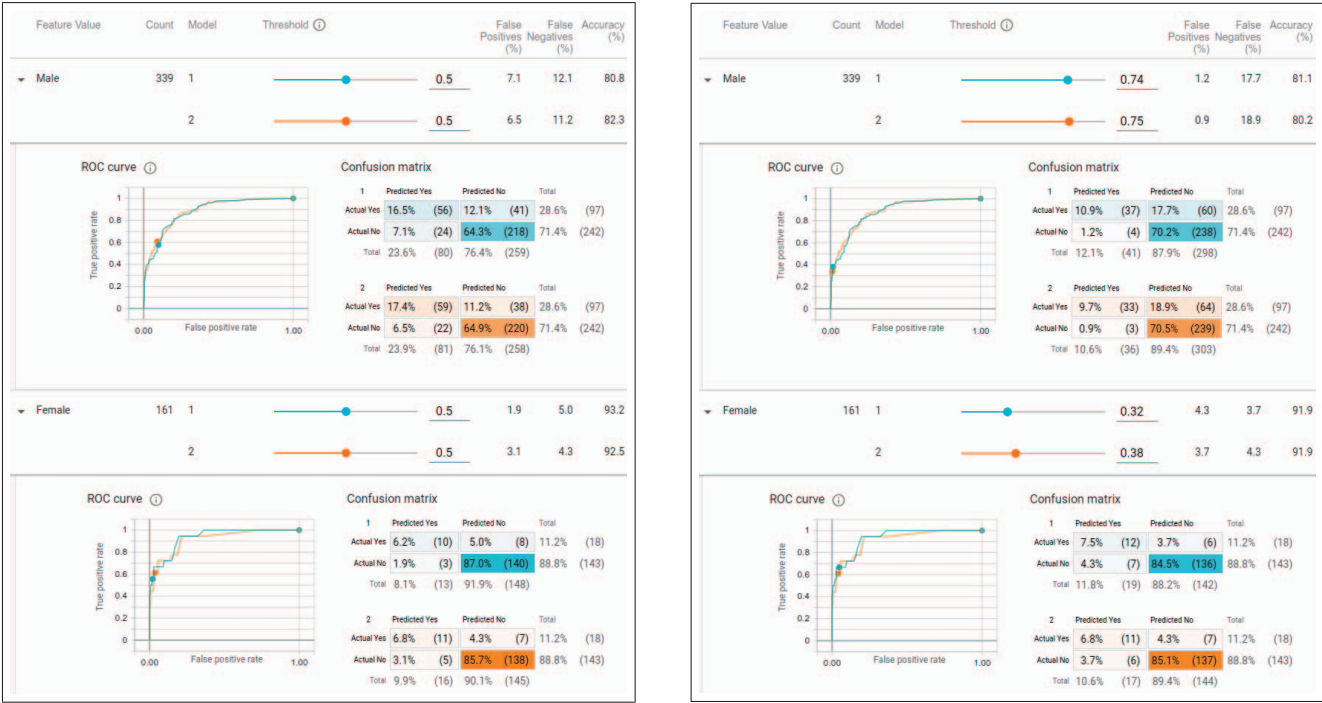 Feature Value Count Model Threshold ⓘ False Positives (%) False Negatives (%) Accuracy (%)
Male 339 1 0.5 7.1 12.1 80.8
2 0.5 6.5 11.2 82.3
ROC curve ⓘ Confusion matrix
1 Predicted Yes Predicted No Total
Actual Yes 16.5% (56) 12.1% (41) 28.6% (97)
Actual No 7.1% (24) 64.3% (218) 71.4% (242)
Total 23.6% (80) 76.4% (259)
2 Predicted Yes Predicted No Total
Actual Yes 17.4% (59) 11.2% (38) 28.6% (97)
Actual No 6.5% (22) 64.9% (220) 71.4% (242)
Total 23.9% (81) 76.1% (258)
True positive rate
1
0.8
0.6
0.4
0.2
0
0.00 False positive rate 1.00
Female 161 1 0.5 1.9 5.0 93.2
2 0.5 3.1 4.3 92.5
ROC curve ⓘ Confusion matrix
1 Predicted Yes Predicted No Total
Actual Yes 6.2% (10) 5.0% (8) 11.2% (18)
Actual No 1.9% (3) 87.0% (140) 88.8% (143)
Total 8.1% (13) 91.9% (148)
2 Predicted Yes Predicted No Total
Actual Yes 6.8% (11) 4.3% (7) 11.2% (18)
Actual No 3.1% (5) 85.7% (138) 88.8% (143)
Total 9.9% (16) 90.1% (145)
True positive rate
1
0.8
0.6
0.4
0.2
0
0.00 False positive rate 1.00
Feature Value Count Model Threshold ⓘ False Positives (%) False Negatives (%) Accuracy (%)
Male 339 1 0.74 1.2 17.7 81.1
2 0.75 0.9 18.9 80.2
ROC curve ⓘ Confusion matrix
1 Predicted Yes Predicted No Total
Actual Yes 10.9% (37) 17.7% (60) 28.6% (97)
Actual No 1.2% (4) 70.2% (238) 71.4% (242)
Total 12.1% (41) 87.9% (298)
2 Predicted Yes Predicted No Total
Actual Yes 9.7% (33) 18.9% (64) 28.6% (97)
Actual No 0.9% (3) 70.5% (239) 71.4% (242)
Total 10.6% (36) 89.4% (303)
True positive rate
1
0.8
0.6
0.4
0.2
0
0.00 False positive rate 1.00
Female 161 1 0.32 4.3 3.7 91.9
2 0.38 3.7 4.3 91.9
ROC curve ⓘ Confusion matrix
1 Predicted Yes Predicted No Total
Actual Yes 7.5% (12) 3.7% (6) 11.2% (18)
Actual No 4.3% (7) 84.5% (136) 88.8% (143)
Total 11.8% (19) 88.2% (142)
2 Predicted Yes Predicted No Total
Actual Yes 6.8% (11) 4.3% (7) 11.2% (18)
Actual No 3.7% (6) 85.1% (137) 88.8% (143)
Total 10.6% (17) 89.4% (144)
True positive rate
1
0.8
0.6
0.4
0.2
0
0.00 False positive rate 1.00